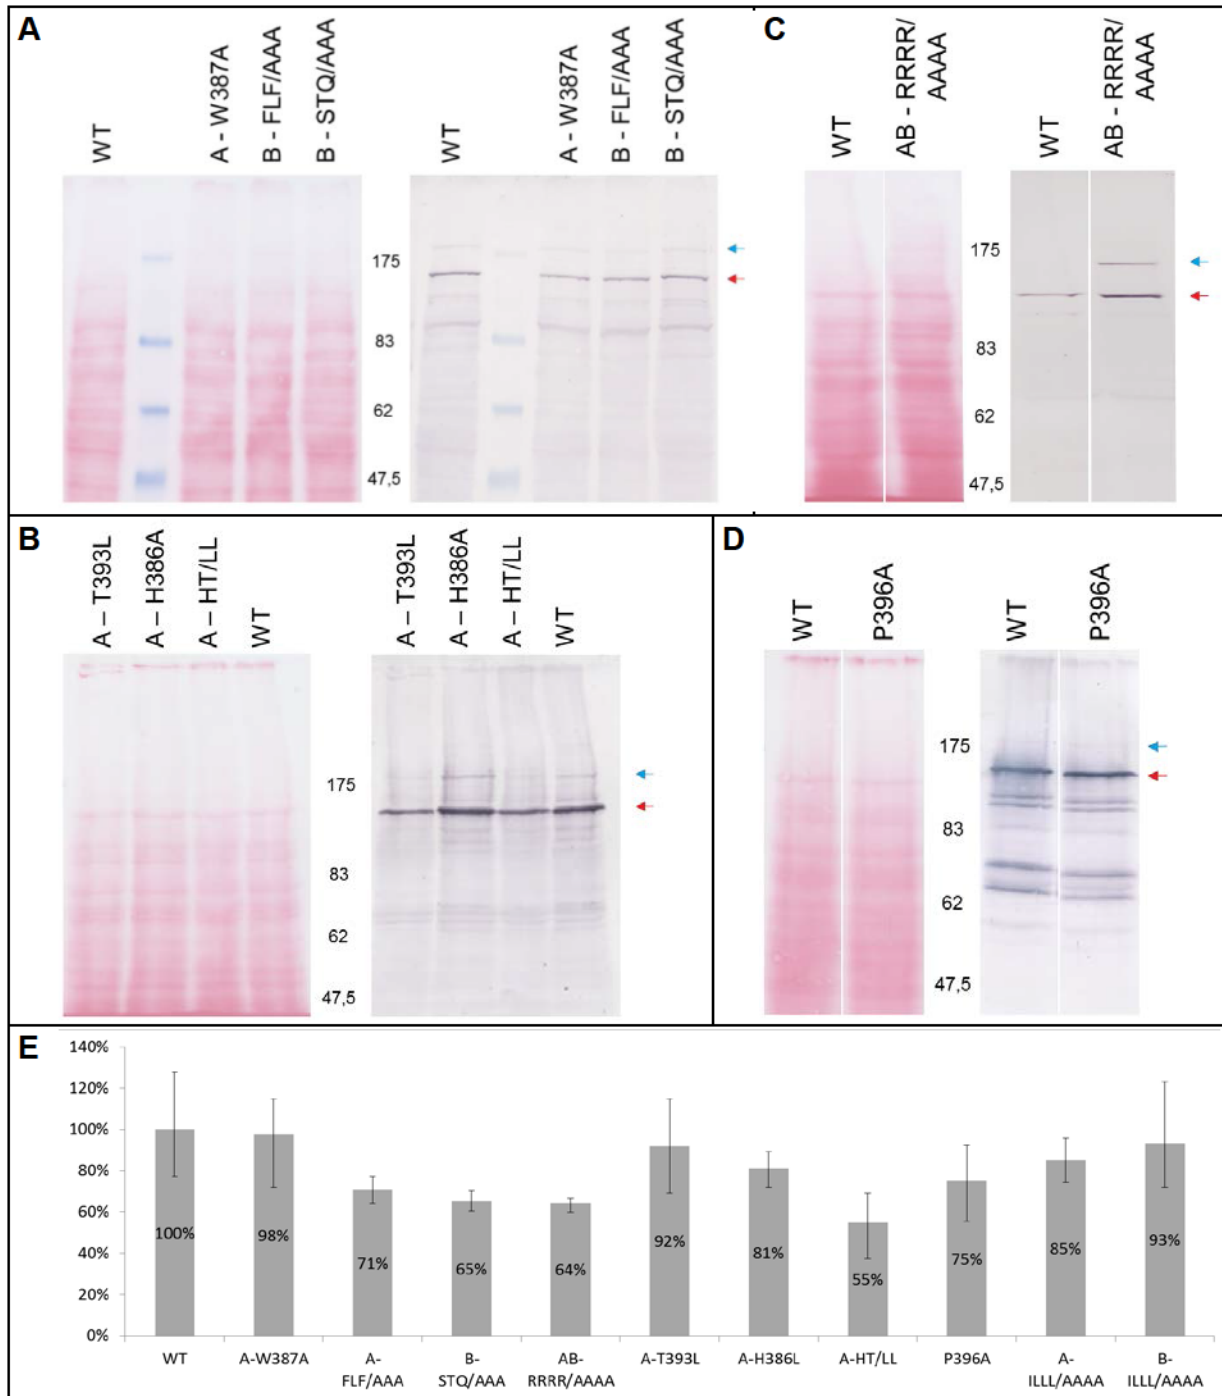 A
WT
A - W387A
B - FLF/AAA
B - STQ/AAA
WT
A - W387A
B - FLF/AAA
B - STQ/AAA
175
83
62
47,5
C
WT
AB - RRRR/
AAAA
WT
AB - RRRR/
AAAA
175
83
62
47,5
B
A – T393L
A – H386A
A – HT/LL
WT
A – T393L
A – H386A
A – HT/LL
WT
175
83
62
47,5
D
WT
P396A
WT
P396A
175
83
62
47,5
E
140%
120%
100%
80%
60%
40%
20%
0%
100%
98%
71%
65%
64%
92%
81%
55%
75%
85%
93%
WT
A-W387A
A-
FLF/AAA
B-
STQ/AAA
AB-
RRRR/AAAA
A-T393L
A-H386L
A-HT/LL
P396A
A-
ILLL/AAAA
B-
ILLL/AAAA